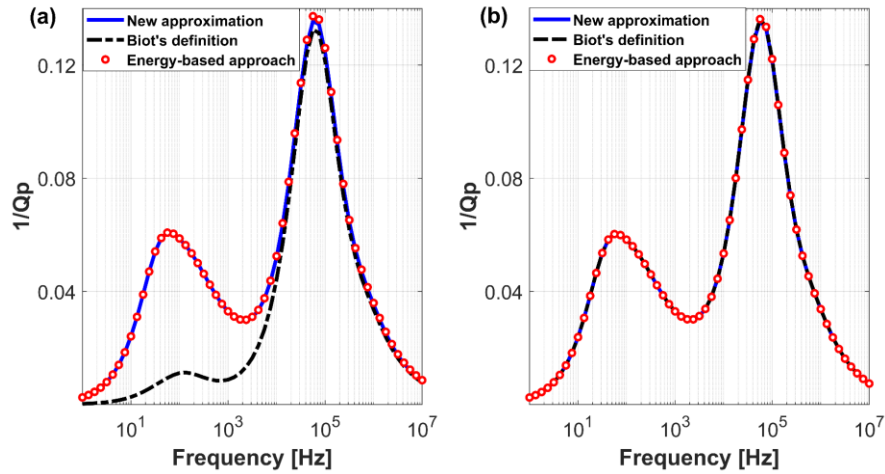 (a)
New approximation
Biot's definition
Energy-based approach
0.12
0.08
0.04
1/Qp
10^1
10^3
10^5
10^7
Frequency [Hz]
(b)
New approximation
Biot's definition
Energy-based approach
0.12
0.08
0.04
1/Qp
10^1
10^3
10^5
10^7
Frequency [Hz]